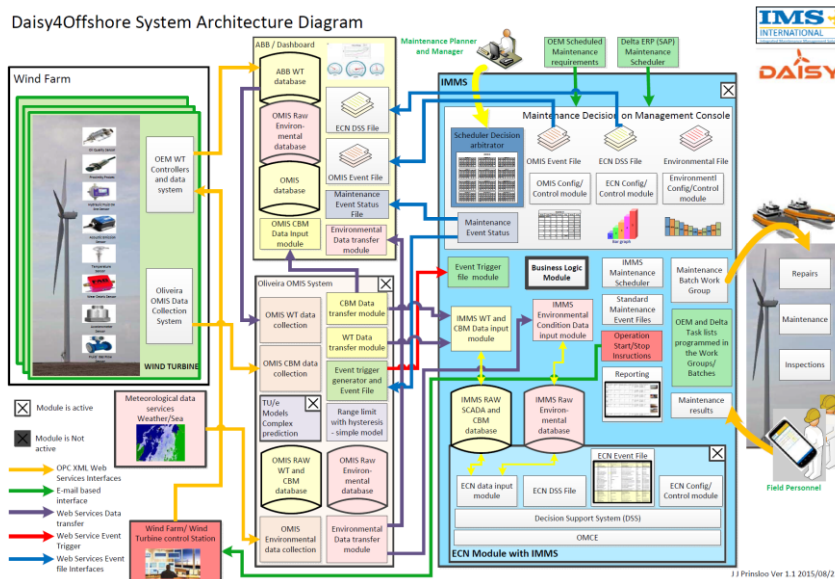 Daisy4Offshore System Architecture Diagram
IMS
INTERNATIONAL
DAISY
Wind Farm
OEM WT
Controllers
and data
system
Oliveira
OMIS Data
Collection
System
WIND TURBINE
Module is active
Module is Not
active
OPC XML Web
Services Interfaces
E-mail based
interface
Web Services Data
transfer
Web Service Event
Trigger
Web Services Event
file Interfaces
Meteorological data
services
Weather/Sea
Wind Farm/ Wind
Turbine control Station
ABB / Dashboard
ABB WT
database
OMIS Raw
Environ-
mental
database
OMIS
database
OMIS CBM
Data Input
module
ECN DSS File
OMIS Event File
Maintenance
Event Status
File
Environmental
Data transfer
module
Oliveira OMIS System
OMIS WT data
collection
OMIS CBM data
collection
CBM Data
transfer module
WT Data
transfer module
Event trigger
generator and
Event File
TU/e
Models
Complex
prediction
Range limit
with hysteresis
- simple model
OMIS RAW
WT and
CBM
database
OMIS Raw
Environ-
mental
database
OMIS
Environmental
data collection
Environmental
Data transfer
module
Maintenance Planner
and Manager
OEM Scheduled
Maintenance
requirements
Delta ERP (SAP)
Maintenance
Scheduler
IMMS
Maintenance Decision on Management Console
Scheduler Decision
arbitrator
OMIS Event File
ECN DSS File
Environmental File
OMIS Config/
Control module
ECN Config/
Control module
Environmentl
Config/Control
module
Maintenance
Event Status
Bar graph
Event Trigger
file module
Business Logic
Module
IMMS
Maintenance
Scheduler
Maintenance
Batch Work
Group
IMMS WT and
CBM Data input
module
IMMS
Environmental
Condition Data
input module
Standard
Maintenance
Event Files
Operation
Start/Stop
Insructions
OEM and Delta
Task lists
programmed in
the Work
Groups/
Batches
Reporting
Maintenance
results
IMMS RAW
SCADA and
CBM
database
IMMS Raw
Environ-
mental
database
ECN data input
module
ECN DSS File
ECN Event File
ECN Config/
Control module
Decision Support System (DSS)
OMCE
ECN Module with IMMS
Repairs
Maintenance
Inspections
Field Personnel
J J Prinsloo Ver 1.1 2015/08/2